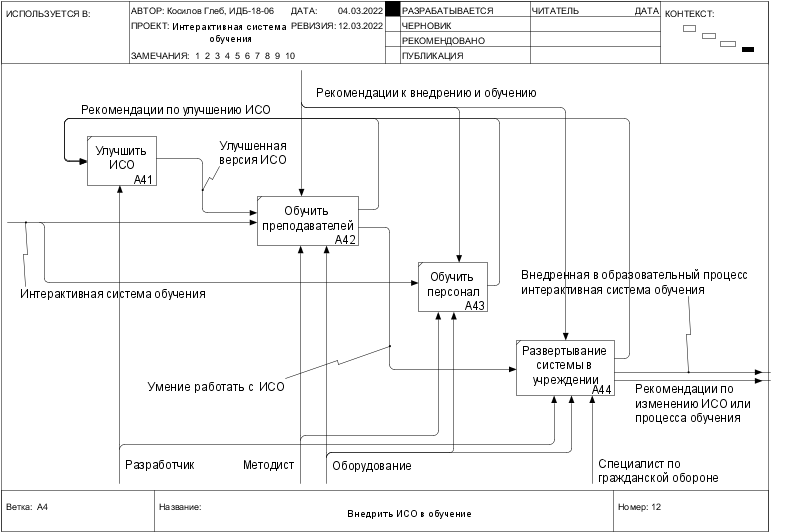 ИСПОЛЬЗУЕТСЯ В:
АВТОР: Косилов Глеб, ИДБ-18-06
ДАТА: 04.03.2022
ПРОЕКТ: Интерактивная система
обучения
РЕВИЗИЯ: 12.03.2022
ЗАМЕЧАНИЯ: 1 2 3 4 5 6 7 8 9 10
РАЗРАБАТЫВАЕТСЯ
ЧЕРНОВИК
РЕКОМЕНДОВАНО
ПУБЛИКАЦИЯ
ЧИТАТЕЛЬ
ДАТА
КОНТЕКСТ:
Рекомендации к внедрению и обучению
Рекомендации по улучшению ИСО
Улучшить
ИСО
A41
Улучшенная
версия ИСО
Обучить
преподавателей
A42
Обучить
персонал
A43
Интерактивная система обучения
Внедренная в образовательный процесс
интерактивная система обучения
Развертывание
системы в
учреждении
A44
Умение работать с ИСО
Рекомендации по
изменению ИСО или
процесса обучения
Разработчик
Методист
Оборудование
Специалист по
гражданской обороне
Ветка: A4
Название:
Внедрить ИСО в обучение
Номер: 12